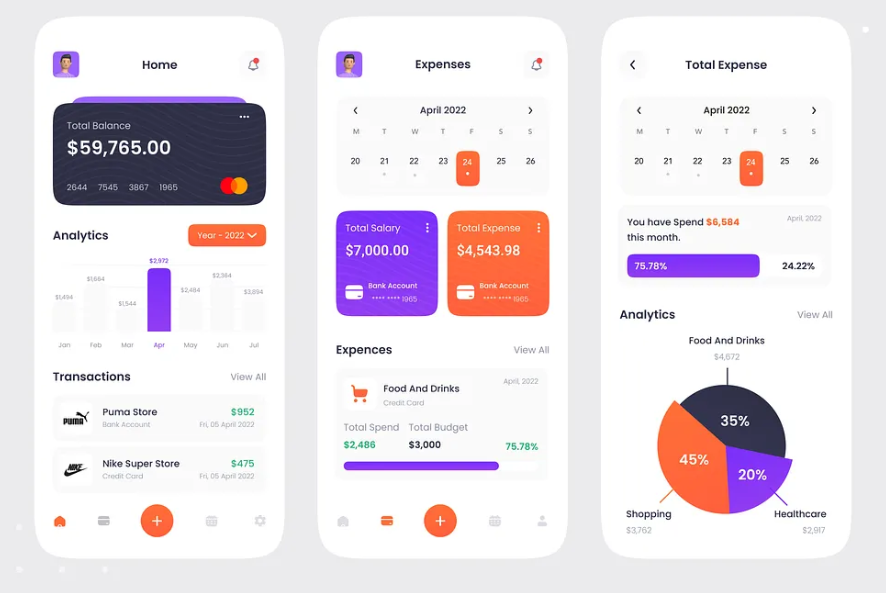 Home
Total Balance
$59,765.00
2644 7545 3867 1965
Analytics
Year - 2022
$2,972
$1,494
$1,664
$1,544
$2,484
$3,894
Jan Feb Mar Apr May Jun Jul
Transactions
View All
PUMA
Puma Store
$952
Bank Account
Fri, 05 April 2022
NIKE
Nike Super Store
$475
Credit Card
Fri, 05 April 2022
Expenses
April 2022
M T W T F S S
20 21 22 23 24 25 26
Total Salary
$7,000.00
Bank Account
**** **** 1965
Total Expense
$4,543.98
Bank Account
**** **** 1965
Expences
View All
Food And Drinks
April, 2022
Credit Card
Total Spend Total Budget
$2,486 $3,000 75.78%
Total Expense
April 2022
M T W T F S S
20 21 22 23 24 25 26
You have Spend $6,584
April, 2022
this month.
75.78% 24.22%
Analytics
View All
Food And Drinks
$4,672
35%
45%
20%
Shopping
$3,762
Healthcare
$2,917